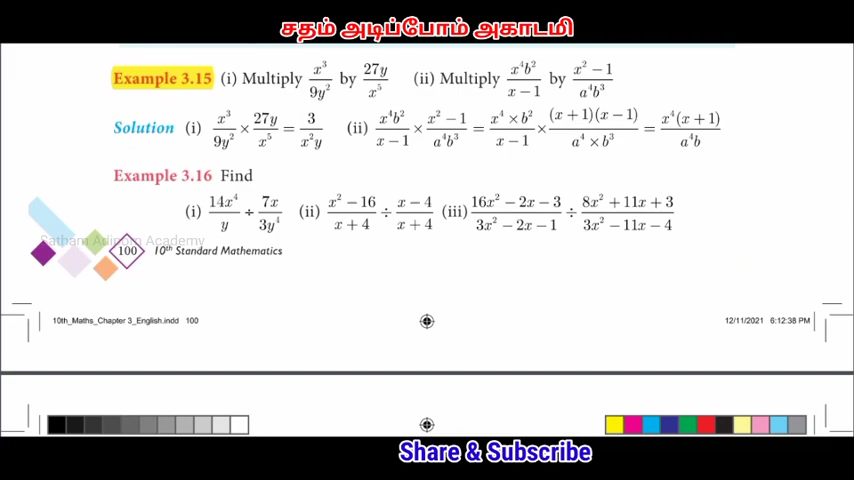 சதம் அடிப்போம் அகாடமி
Example 3.15 (i) Multiply x³/9y² by 27y/x⁵ (ii) Multiply x⁴b²/x − 1 by x² − 1/a⁴b³
Solution (i) x³/9y² × 27y/x⁵ = 3/x²y (ii) x⁴b²/x − 1 × x² − 1/a⁴b³ = x⁴ × b²/x − 1 × (x + 1)(x − 1)/a⁴ × b³ = x⁴(x + 1)/a⁴b
Example 3.16 Find
(i) 14x⁴/y ÷ 7x/3y⁴ (ii) x² − 16/x + 4 ÷ x − 4/x + 4 (iii) 16x² − 2x − 3/3x² − 2x − 1 ÷ 8x² + 11x + 3/3x² − 11x − 4
Satham Adipom Academy
100 10th Standard Mathematics
10th_Maths_Chapter 3_English.indd 100 12/11/2021 6:12:38 PM
Share & Subscribe